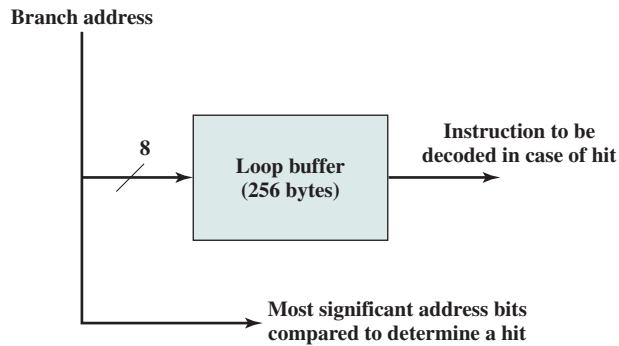 Branch address
8
Loop buffer
(256 bytes)
Instruction to be
decoded in case of hit
Most significant address bits
compared to determine a hit